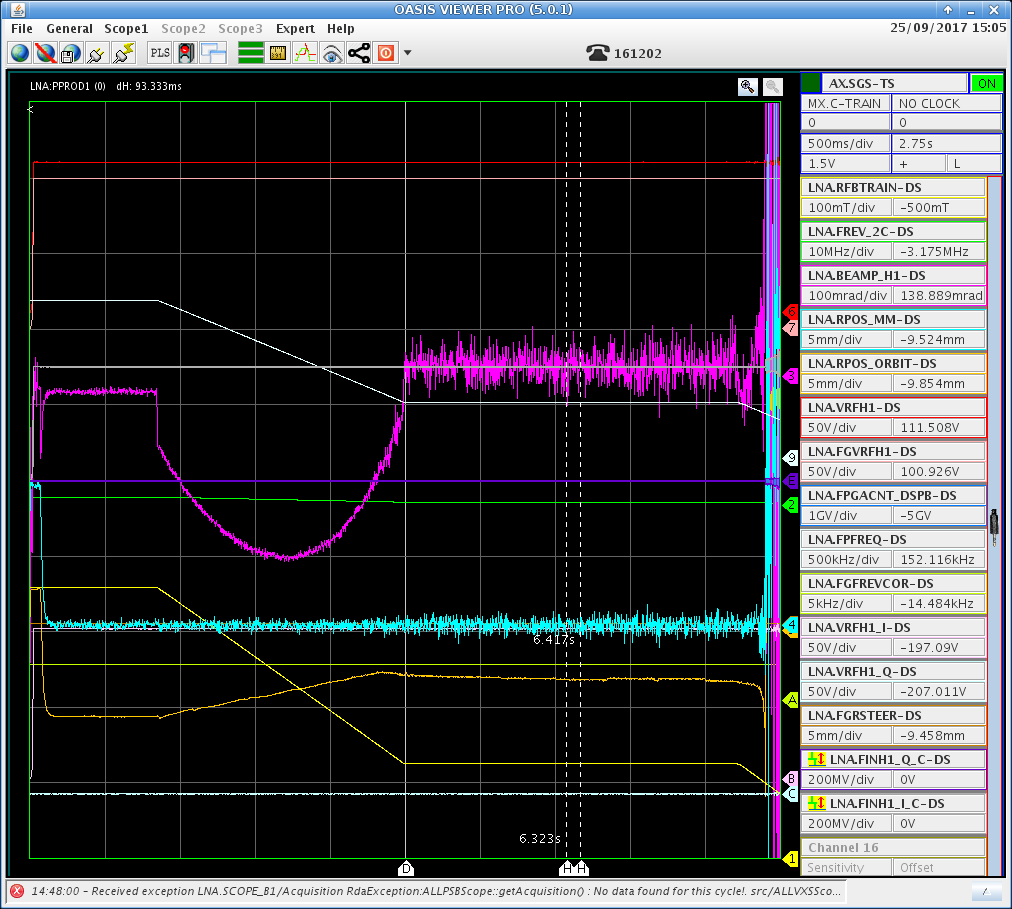 OASIS VIEWER PRO (5.0.1)
File General Scope1 Scope2 Scope3 Expert Help 25/09/2017 15:05
PLS 161202
LNA:PPROD1 (0) dH: 93.333ms
AX.SGS-TS ON
MX.C-TRAIN NO CLOCK
0 0
500ms/div 2.75s
1.5V + L
LNA.RFBTRAIN-DS
100mT/div -500mT
LNA.FREV_2C-DS
10MHz/div -3.175MHz
LNA.BEAMP_H1-DS
100mrad/div 138.889mrad
LNA.RPOS_MM-DS
5mm/div -9.524mm
LNA.RPOS_ORBIT-DS
5mm/div -9.854mm
LNA.VRFH1-DS
50V/div 111.508V
LNA.FGVRFH1-DS
50V/div 100.926V
LNA.FPGACNT_DSPB-DS
1GV/div -5GV
LNA.FPFREQ-DS
500kHz/div 152.116kHz
LNA.FGFREVCOR-DS
5kHz/div -14.484kHz
LNA.VRFH1_I-DS
50V/div -197.09V
LNA.VRFH1_Q-DS
50V/div -207.011V
LNA.FGRSTEER-DS
5mm/div -9.458mm
LNA.FINH1_Q_C-DS
200MV/div 0V
LNA.FINH1_I_C-DS
200MV/div 0V
Channel 16
Sensitivity Offset
6
7
3
9
E
2
4
A
B
C
1
6.417s
6.323s
D H H
14:48:00 - Received exception LNA.SCOPE_B1/Acquisition RdaException:ALLPSBScope::getAcquisition() : No data found for this cycle!. src/ALLVXSSco...